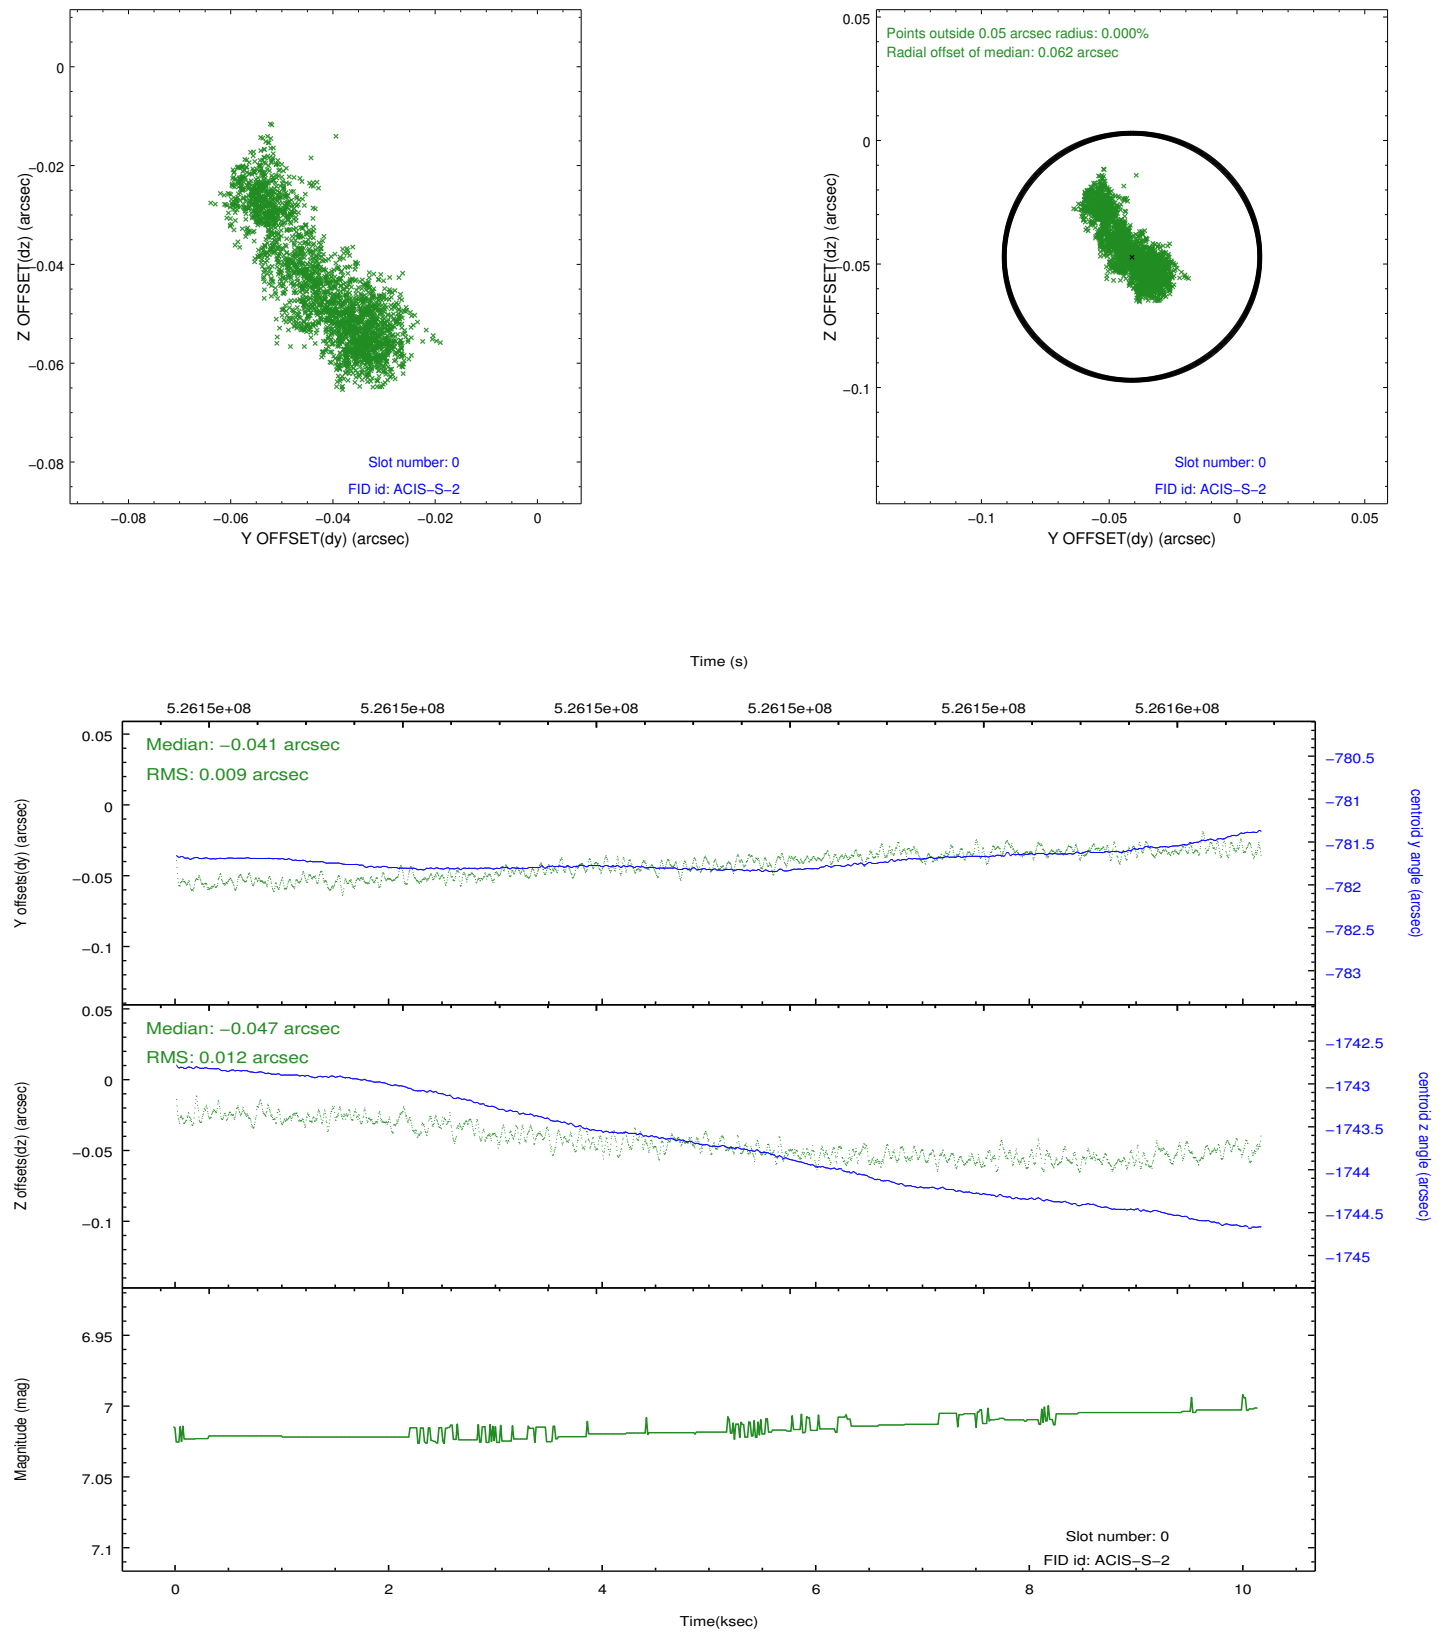 0
−0.02
−0.04
−0.06
−0.08
Z OFFSET(dz) (arcsec)
Slot number: 0
FID id: ACIS−S−2
−0.08
−0.06
−0.04
−0.02
0
Y OFFSET(dy) (arcsec)
0.05
0
−0.05
−0.1
Z OFFSET(dz) (arcsec)
Points outside 0.05 arcsec radius: 0.000%
Radial offset of median: 0.062 arcsec
Slot number: 0
FID id: ACIS−S−2
−0.1
−0.05
0
0.05
Y OFFSET(dy) (arcsec)
Time (s)
5.2615e+08
5.2615e+08
5.2615e+08
5.2615e+08
5.2615e+08
5.2616e+08
0.05
0
−0.05
−0.1
Y offsets(dy) (arcsec)
Median: −0.041 arcsec
RMS: 0.009 arcsec
−780.5
−781
−781.5
−782
−782.5
−783
centroid y angle (arcsec)
0.05
0
−0.05
−0.1
Z offsets(dz) (arcsec)
Median: −0.047 arcsec
RMS: 0.012 arcsec
−1742.5
−1743
−1743.5
−1744
−1744.5
−1745
centroid z angle (arcsec)
6.95
7
7.05
7.1
Magnitude (mag)
Slot number: 0
FID id: ACIS−S−2
0
2
4
6
8
10
Time(ksec)